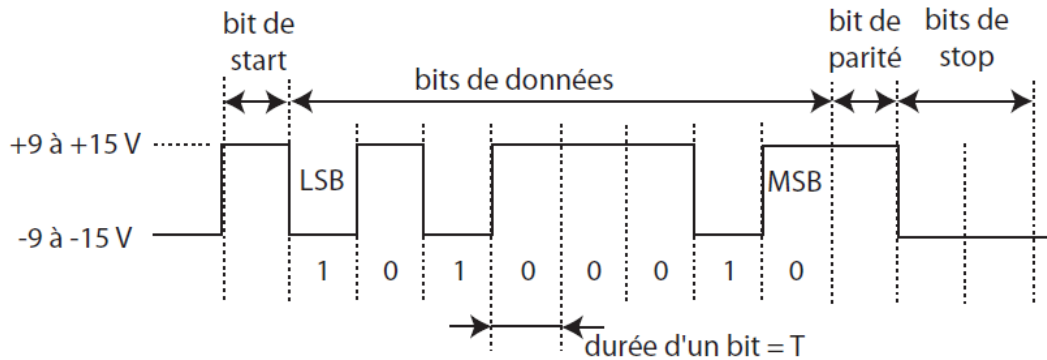 bit de
start
bits de données
bit de
parité
bits de
stop
+9 à +15 V
LSB
MSB
-9 à -15 V
1 0 1 0 0 0 1 0
durée d'un bit = T